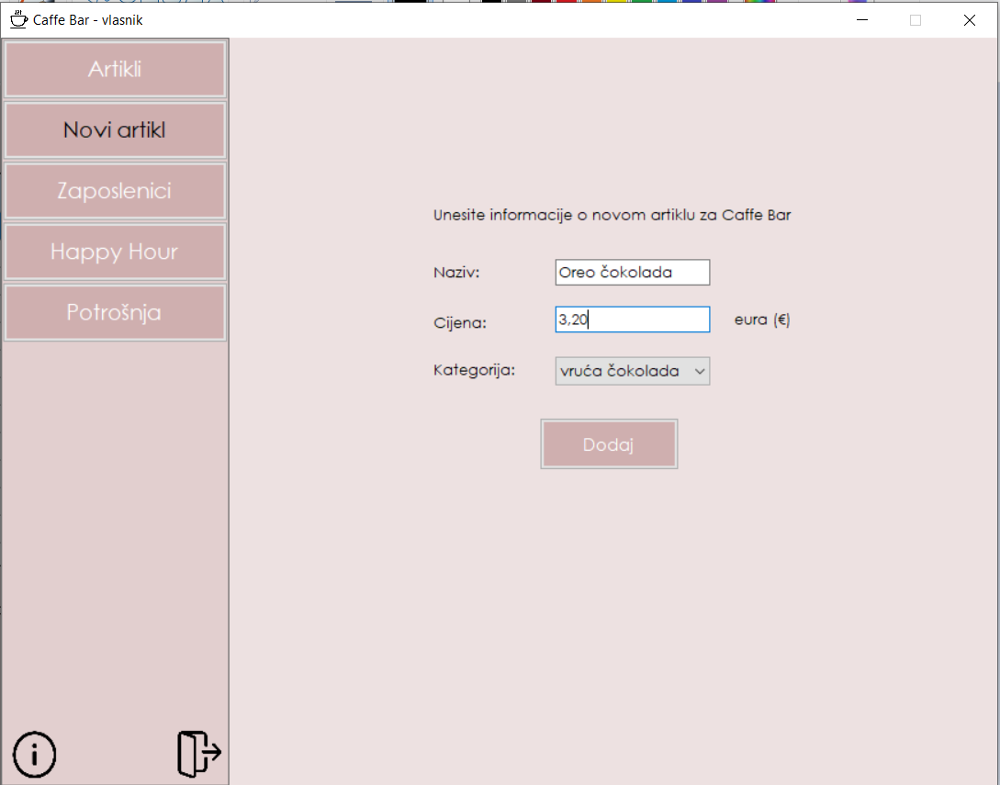 Caffe Bar - vlasnik
Artikli
Novi artikl
Zaposlenici
Happy Hour
Potrošnja
Unesite informacije o novom artiklu za Caffe Bar
Naziv: Oreo čokolada
Cijena: 3,20 eura (€)
Kategorija: vruća čokolada
Dodaj